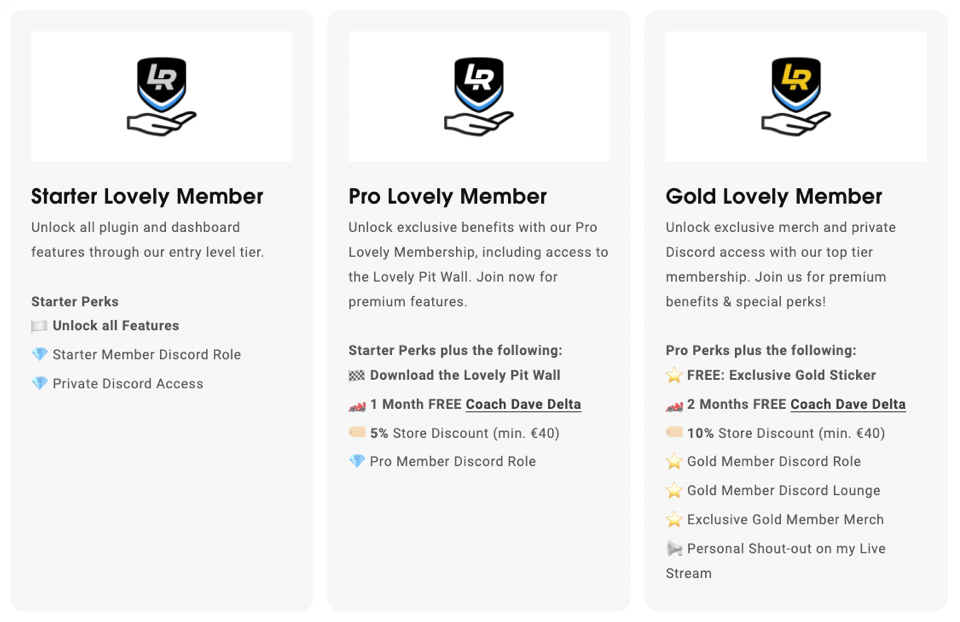 LR
Starter Lovely Member
Unlock all plugin and dashboard
features through our entry level tier.
Starter Perks
Unlock all Features
Starter Member Discord Role
Private Discord Access
LR
Pro Lovely Member
Unlock exclusive benefits with our Pro
Lovely Membership, including access to
the Lovely Pit Wall. Join now for
premium features.
Starter Perks plus the following:
Download the Lovely Pit Wall
1 Month FREE Coach Dave Delta
5% Store Discount (min. €40)
Pro Member Discord Role
LR
Gold Lovely Member
Unlock exclusive merch and private
Discord access with our top tier
membership. Join us for premium
benefits & special perks!
Pro Perks plus the following:
FREE: Exclusive Gold Sticker
2 Months FREE Coach Dave Delta
10% Store Discount (min. €40)
Gold Member Discord Role
Gold Member Discord Lounge
Exclusive Gold Member Merch
Personal Shout-out on my Live
Stream